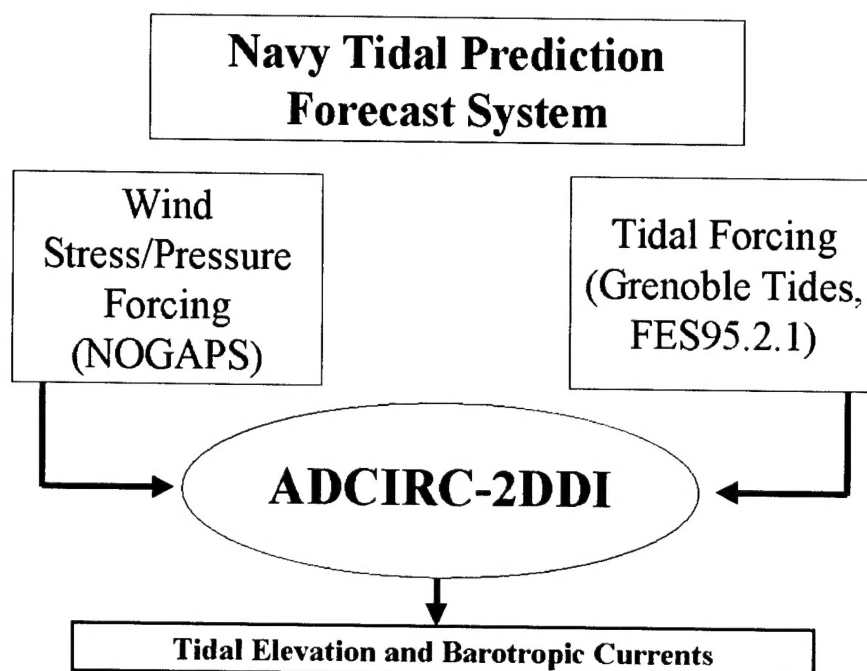 Navy Tidal Prediction
Forecast System
Wind
Stress/Pressure
Forcing
(NOGAPS)
Tidal Forcing
(Grenoble Tides,
FES95.2.1)
ADCIRC-2DDI
Tidal Elevation and Barotropic Currents